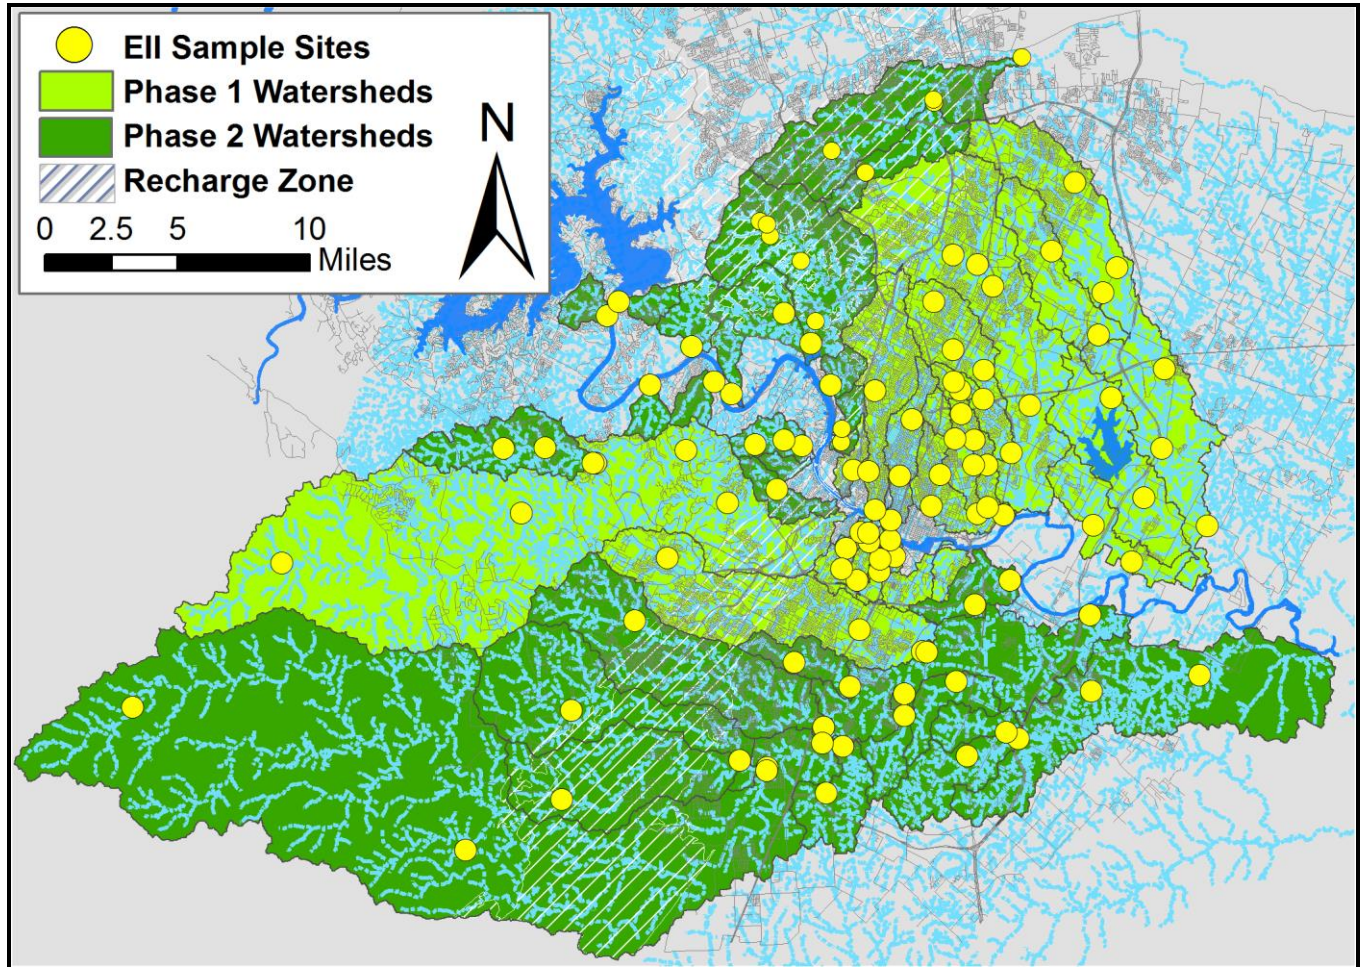 EII Sample Sites
Phase 1 Watersheds
Phase 2 Watersheds
Recharge Zone
0 2.5 5 10
Miles
N